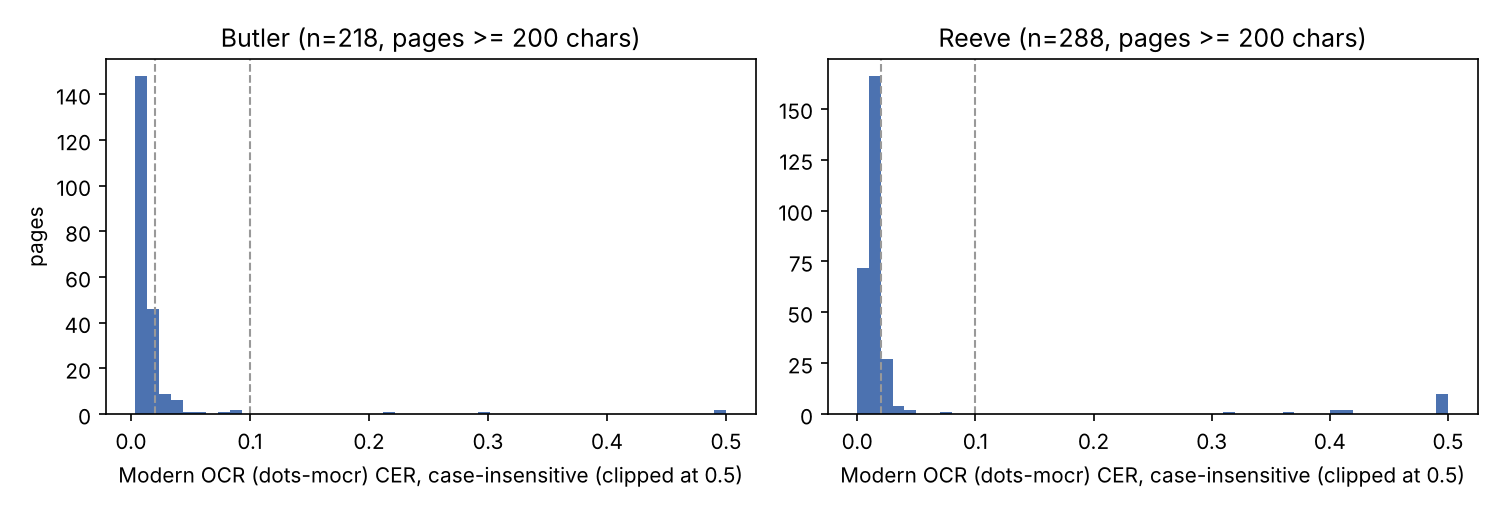 Butler (n=218, pages >= 200 chars)
pages
140
120
100
80
60
40
20
0
0.0 0.1 0.2 0.3 0.4 0.5
Modern OCR (dots-mocr) CER, case-insensitive (clipped at 0.5)
Reeve (n=288, pages >= 200 chars)
150
125
100
75
50
25
0
0.0 0.1 0.2 0.3 0.4 0.5
Modern OCR (dots-mocr) CER, case-insensitive (clipped at 0.5)